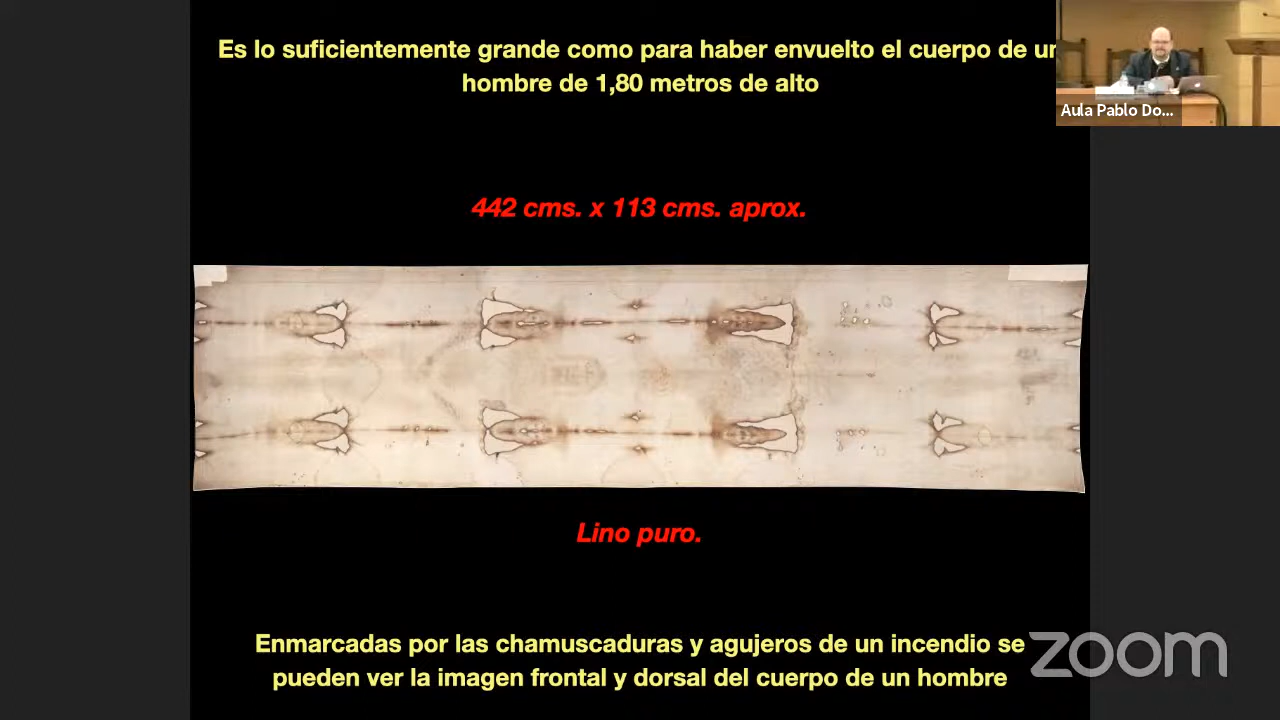 Es lo suficientemente grande como para haber envuelto el cuerpo de un
hombre de 1,80 metros de alto
Aula Pablo Do...
442 cms. x 113 cms. aprox.
Lino puro.
Enmarcadas por las chamuscaduras y agujeros de un incendio se
pueden ver la imagen frontal y dorsal del cuerpo de un hombre
zoom